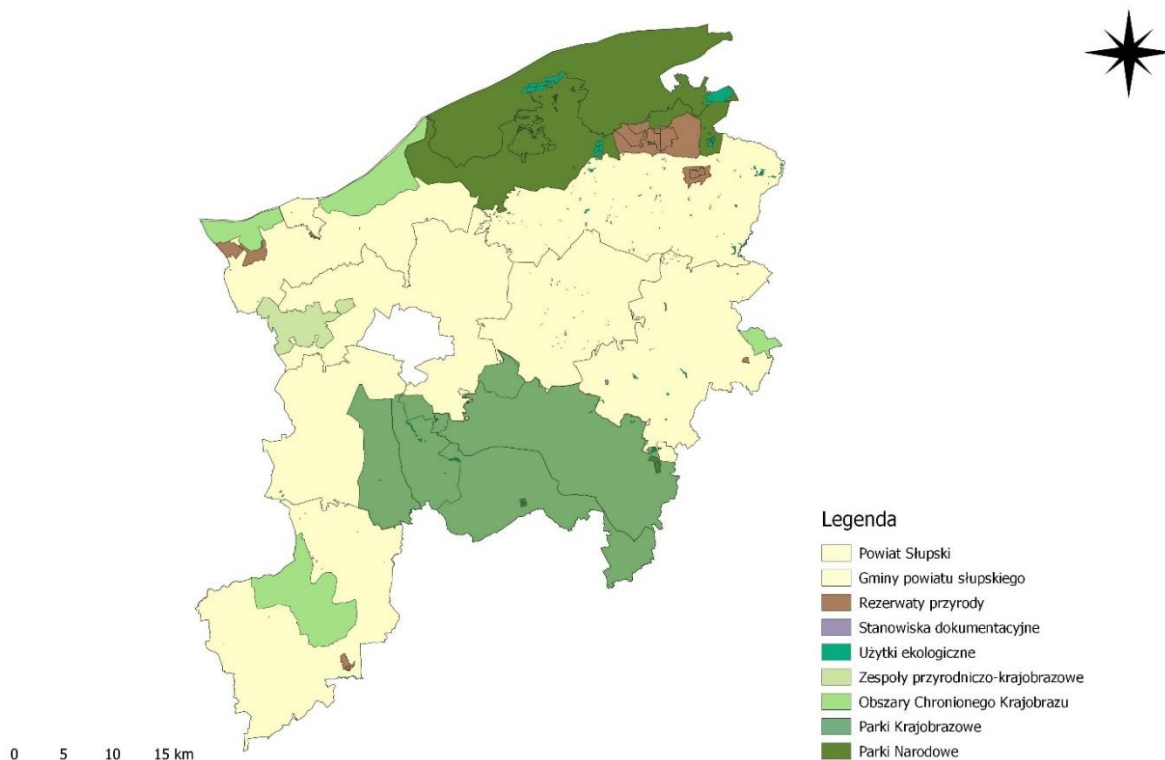 Legenda
Powiat Słupski
Gminy powiatu słupskiego
Rezerwaty przyrody
Stanowiska dokumentacyjne
Użytki ekologiczne
Zespoły przyrodniczo-krajobrazowe
Obszary Chronionego Krajobrazu
Parki Krajobrazowe
Parki Narodowe
0 5 10 15 km